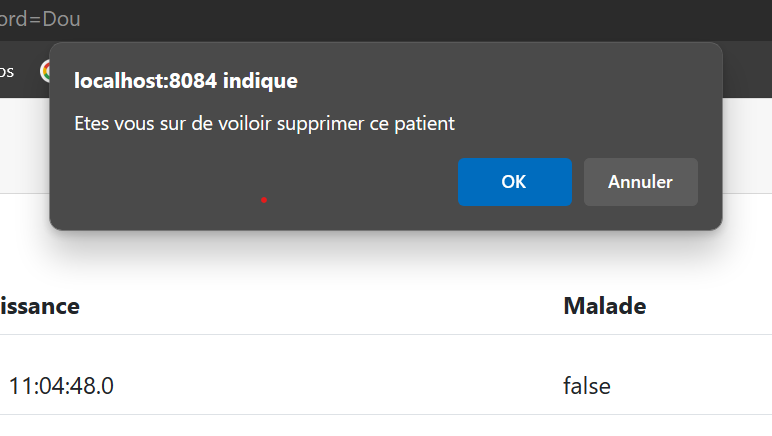 ord=Dou
os
localhost:8084 indique
Etes vous sur de voiloir supprimer ce patient
OK
Annuler
issance
Malade
11:04:48.0
false